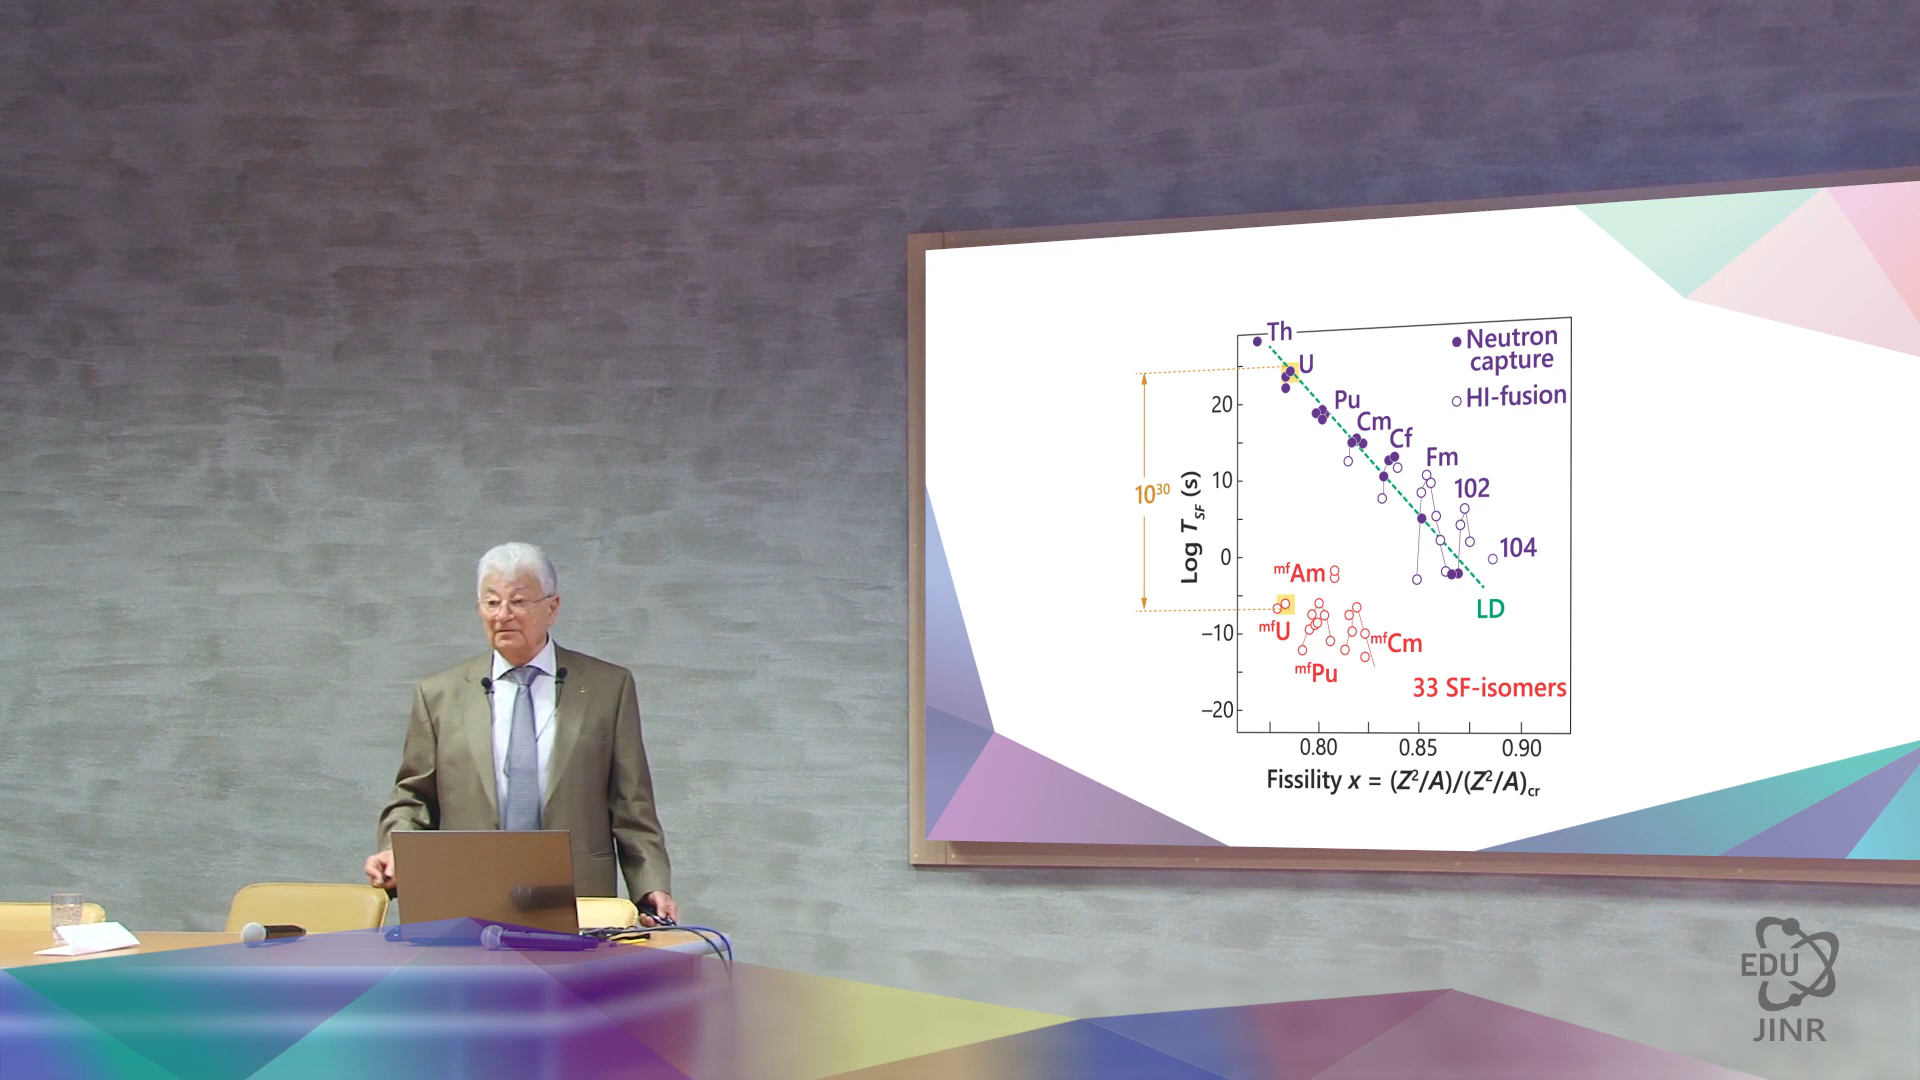 Th
U
Pu
Cm
Cf
Fm
102
104
Neutron
capture
HI-fusion
20
10
0
−10
−20
Log T_SF (s)
10³⁰
ᵐᶠAm
ᵐᶠU
ᵐᶠPu
ᵐᶠCm
LD
33 SF-isomers
0.80 0.85 0.90
Fissility x = (Z²/A)/(Z²/A)cr
EDU
JINR